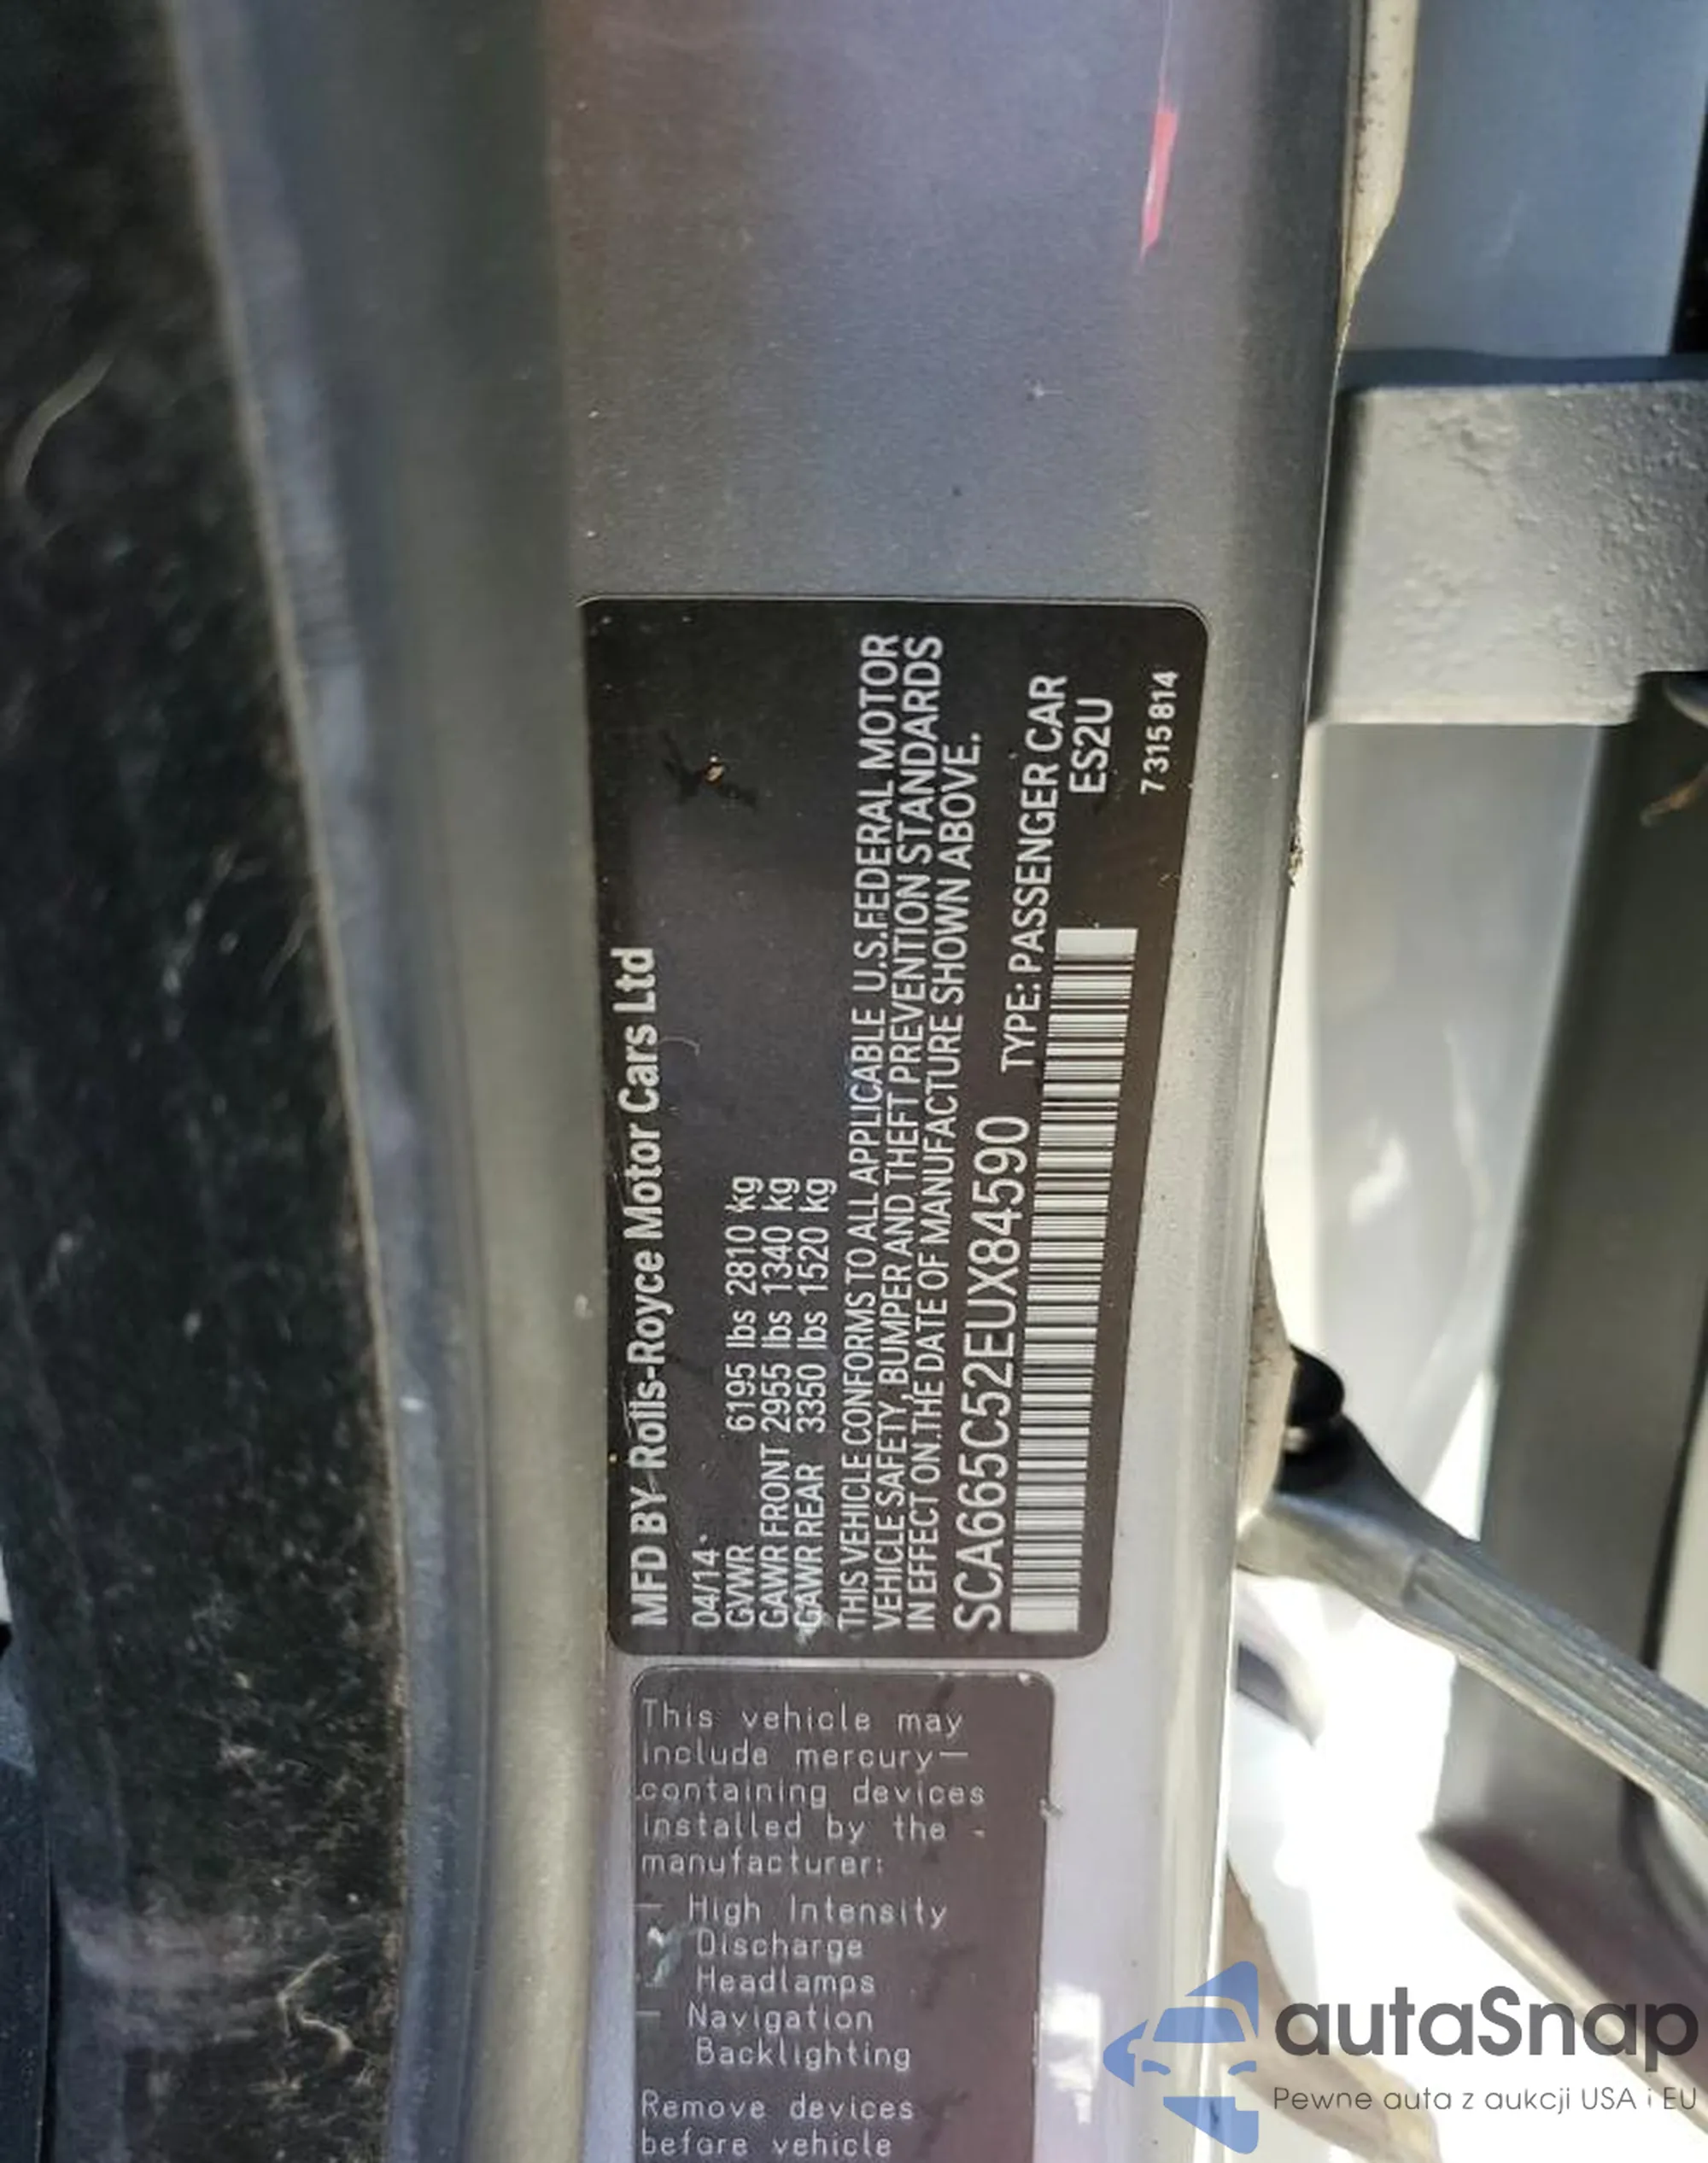 MFD BY Rolls-Royce Motor Cars Ltd
04/14
GVWR 6195 lbs 2810 kg
GAWR FRONT 2955 lbs 1340 kg
GAWR REAR 3350 lbs 1520 kg
THIS VEHICLE CONFORMS TO ALL APPLICABLE U.S.FEDERAL MOTOR
VEHICLE SAFETY, BUMPER AND THEFT PREVENTION STANDARDS
IN EFFECT ON THE DATE OF MANUFACTURE SHOWN ABOVE.
SCA665C52EUX84590 TYPE: PASSENGER CAR
ES2U
7315814
This vehicle may
include mercury-
containing devices
installed by the
manufacturer:
- High Intensity
Discharge
Headlamps
- Navigation
Backlighting
Remove devices
before vehicle
autaSnap
Pewne auta z aukcji USA i EU